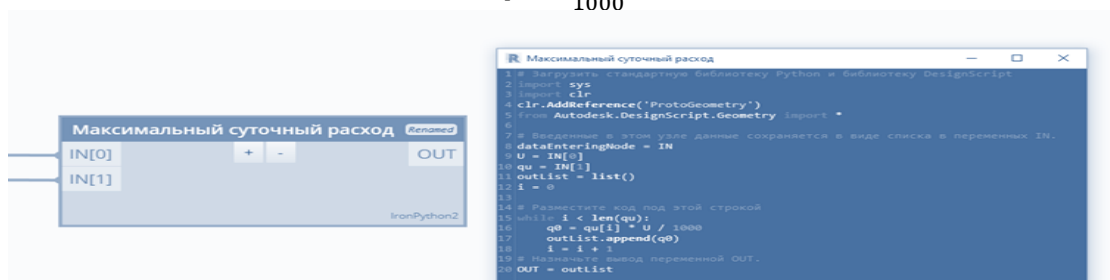 1000
Максимальный суточный расход
1 # Загрузить стандартную библиотеку Python и библиотеку DesignScript
2 import sys
3 import clr
4 clr.AddReference('ProtoGeometry')
5 from Autodesk.DesignScript.Geometry import *
6
Максимальный суточный расход Renamed
7 # Введенные в этом узле данные сохраняется в виде списка в переменных IN.
8 dataEnteringNode = IN
IN[0] + - OUT
9 U = IN[0]
10 qu = IN[1]
IN[1]
11 outList = list()
12 i = 0
13
14 # Разместите код под этой строкой
IronPython2
15 while i < len(qu):
16 q0 = qu[i] * U / 1000
17 outList.append(q0)
18 i = i + 1
19 # Назначьте вывод переменной OUT.
20 OUT = outList